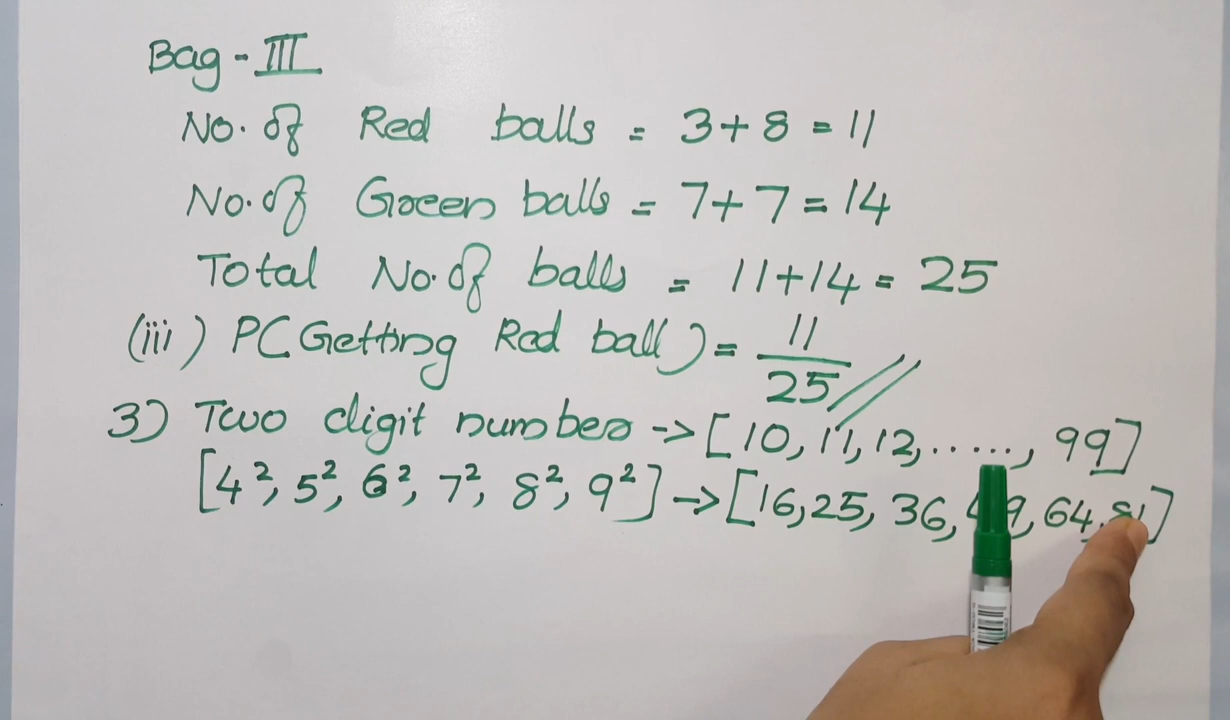 Bag - III
No. of Red balls = 3+8 = 11
No. of Green balls = 7+7 = 14
Total No. of balls = 11+14 = 25
(iii) P(Getting Red ball) = 11/25 //
3) Two digit numbers -> [10, 11, 12, ....., 99]
[4², 5², 6², 7², 8², 9²] -> [16, 25, 36, 49, 64, 81]